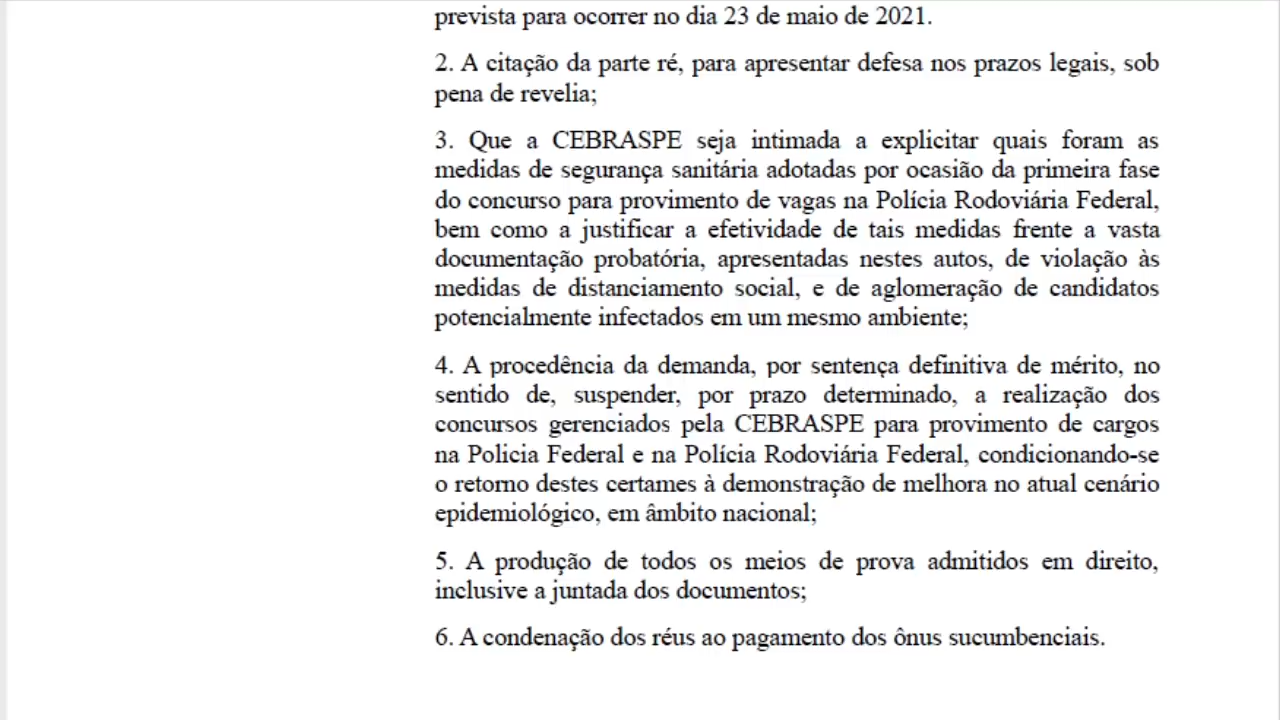 prevista para ocorrer no dia 23 de maio de 2021.
2. A citação da parte ré, para apresentar defesa nos prazos legais, sob
pena de revelia;
3. Que a CEBRASPE seja intimada a explicitar quais foram as
medidas de segurança sanitária adotadas por ocasião da primeira fase
do concurso para provimento de vagas na Polícia Rodoviária Federal,
bem como a justificar a efetividade de tais medidas frente a vasta
documentação probatória, apresentadas nestes autos, de violação às
medidas de distanciamento social, e de aglomeração de candidatos
potencialmente infectados em um mesmo ambiente;
4. A procedência da demanda, por sentença definitiva de mérito, no
sentido de, suspender, por prazo determinado, a realização dos
concursos gerenciados pela CEBRASPE para provimento de cargos
na Policia Federal e na Polícia Rodoviária Federal, condicionando-se
o retorno destes certames à demonstração de melhora no atual cenário
epidemiológico, em âmbito nacional;
5. A produção de todos os meios de prova admitidos em direito,
inclusive a juntada dos documentos;
6. A condenação dos réus ao pagamento dos ônus sucumbenciais.